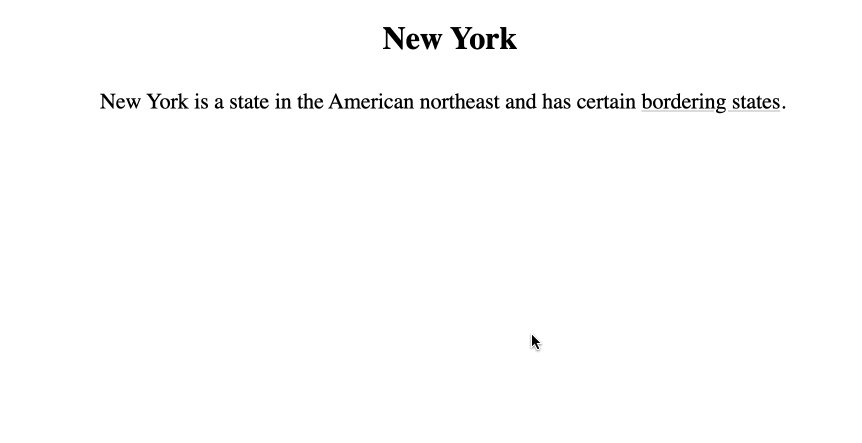 New York
New York is a state in the American northeast and has certain bordering states.